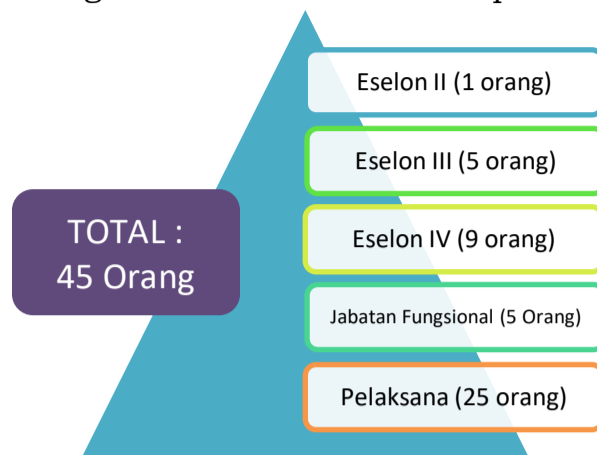 TOTAL :
45 Orang
Eselon II (1 orang)
Eselon III (5 orang)
Eselon IV (9 orang)
Jabatan Fungsional (5 Orang)
Pelaksana (25 orang)